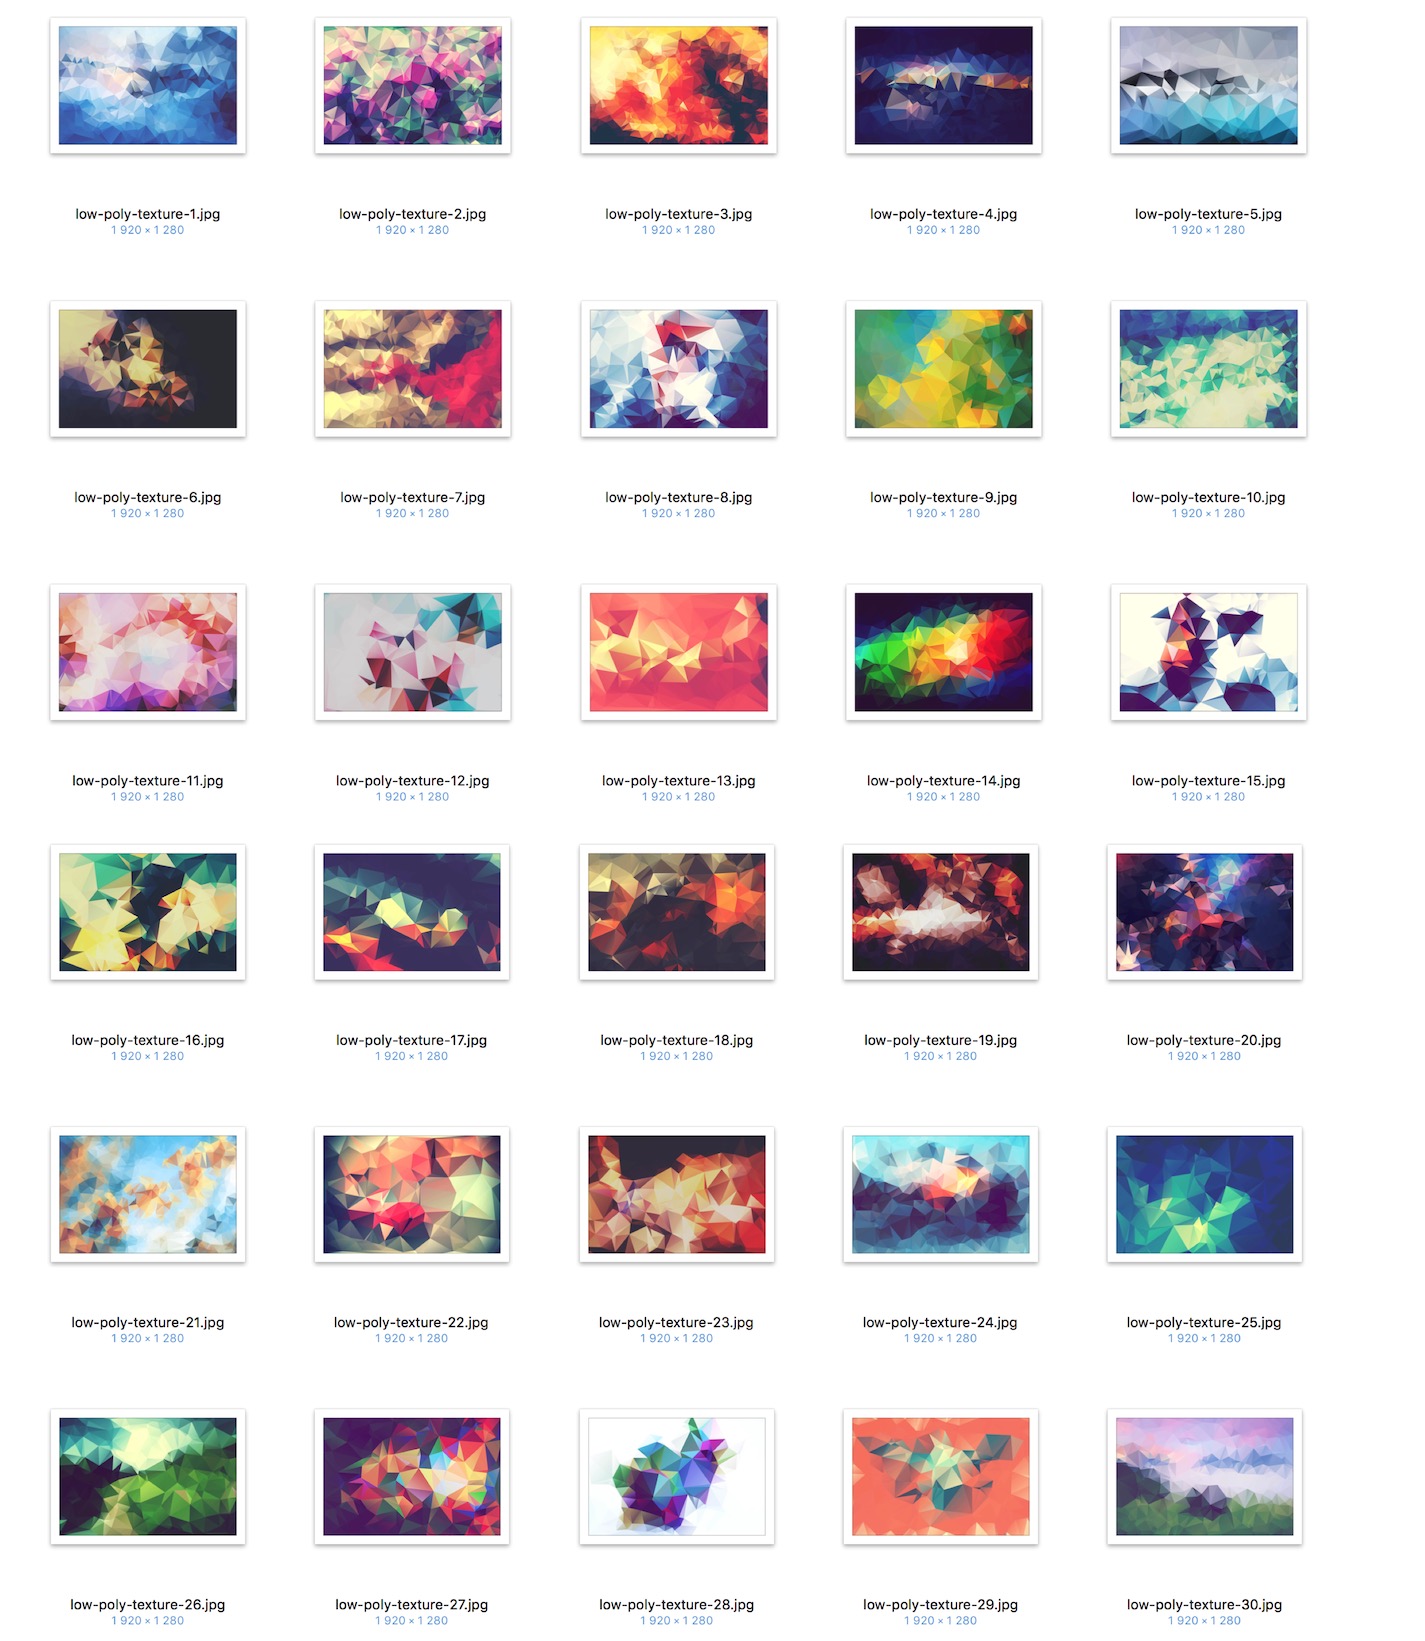 low-poly-texture-1.jpg low-poly-texture-2.jpg low-poly-texture-3.jpg low-poly-texture-4.jpg low-poly-texture-5.jpg
1 920 × 1 280 1 920 × 1 280 1 920 × 1 280 1 920 × 1 280 1 920 × 1 280
low-poly-texture-6.jpg low-poly-texture-7.jpg low-poly-texture-8.jpg low-poly-texture-9.jpg low-poly-texture-10.jpg
1 920 × 1 280 1 920 × 1 280 1 920 × 1 280 1 920 × 1 280 1 920 × 1 280
low-poly-texture-11.jpg low-poly-texture-12.jpg low-poly-texture-13.jpg low-poly-texture-14.jpg low-poly-texture-15.jpg
1 920 × 1 280 1 920 × 1 280 1 920 × 1 280 1 920 × 1 280 1 920 × 1 280
low-poly-texture-16.jpg low-poly-texture-17.jpg low-poly-texture-18.jpg low-poly-texture-19.jpg low-poly-texture-20.jpg
1 920 × 1 280 1 920 × 1 280 1 920 × 1 280 1 920 × 1 280 1 920 × 1 280
low-poly-texture-21.jpg low-poly-texture-22.jpg low-poly-texture-23.jpg low-poly-texture-24.jpg low-poly-texture-25.jpg
1 920 × 1 280 1 920 × 1 280 1 920 × 1 280 1 920 × 1 280 1 920 × 1 280
low-poly-texture-26.jpg low-poly-texture-27.jpg low-poly-texture-28.jpg low-poly-texture-29.jpg low-poly-texture-30.jpg
1 920 × 1 280 1 920 × 1 280 1 920 × 1 280 1 920 × 1 280 1 920 × 1 280